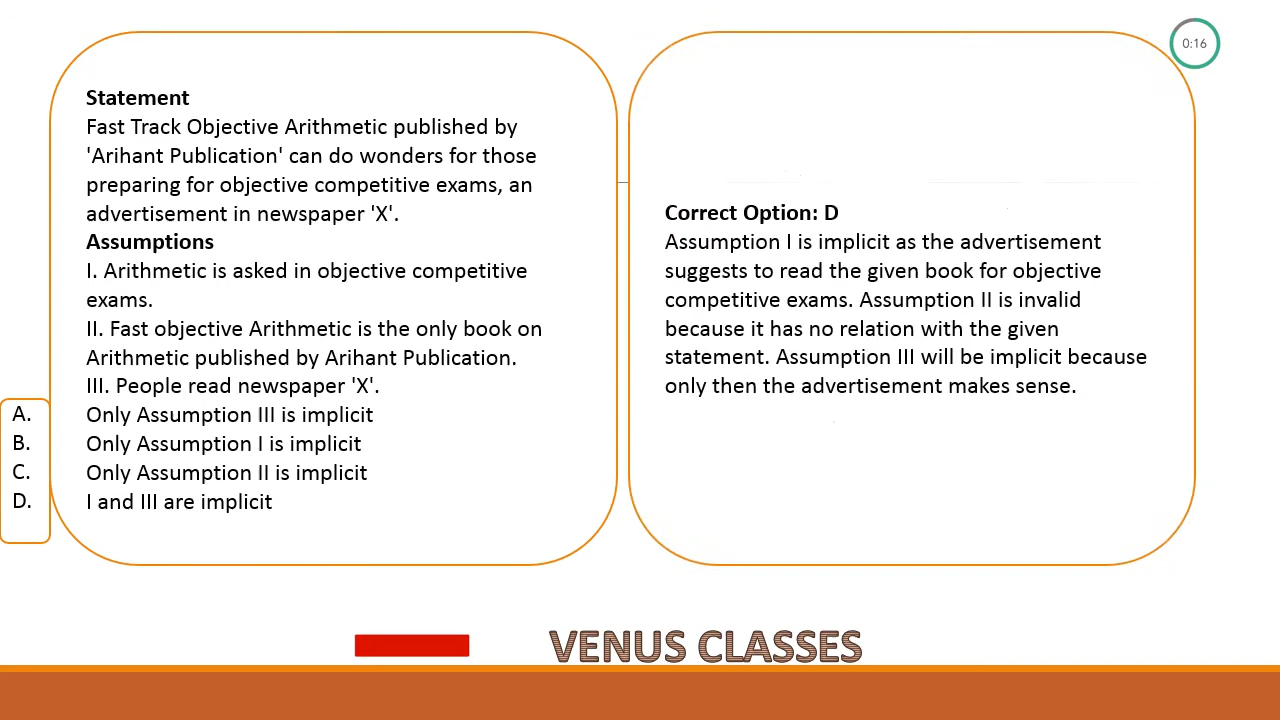 0:16
Statement
Fast Track Objective Arithmetic published by
'Arihant Publication' can do wonders for those
preparing for objective competitive exams, an
advertisement in newspaper 'X'.
Assumptions
I. Arithmetic is asked in objective competitive
exams.
II. Fast objective Arithmetic is the only book on
Arithmetic published by Arihant Publication.
III. People read newspaper 'X'.
A. Only Assumption III is implicit
B. Only Assumption I is implicit
C. Only Assumption II is implicit
D. I and III are implicit
Correct Option: D
Assumption I is implicit as the advertisement
suggests to read the given book for objective
competitive exams. Assumption II is invalid
because it has no relation with the given
statement. Assumption III will be implicit because
only then the advertisement makes sense.
VENUS CLASSES